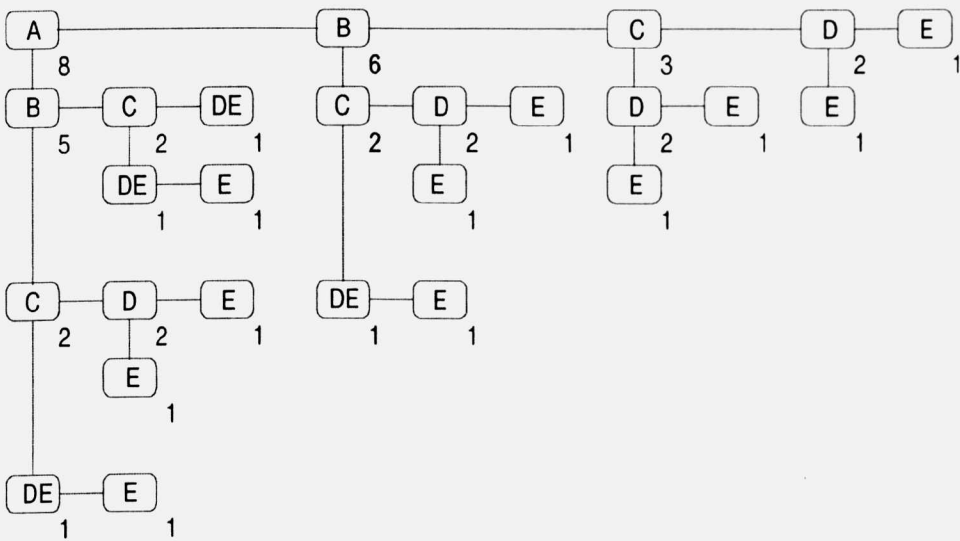 A B C D E
8 6 3 2 1
B C DE C D E D E E
5 2 1 2 2 1 2 1 1
DE E E E
1 1 1 1
C D E DE E
2 2 1 1 1
E
1
DE E
1 1